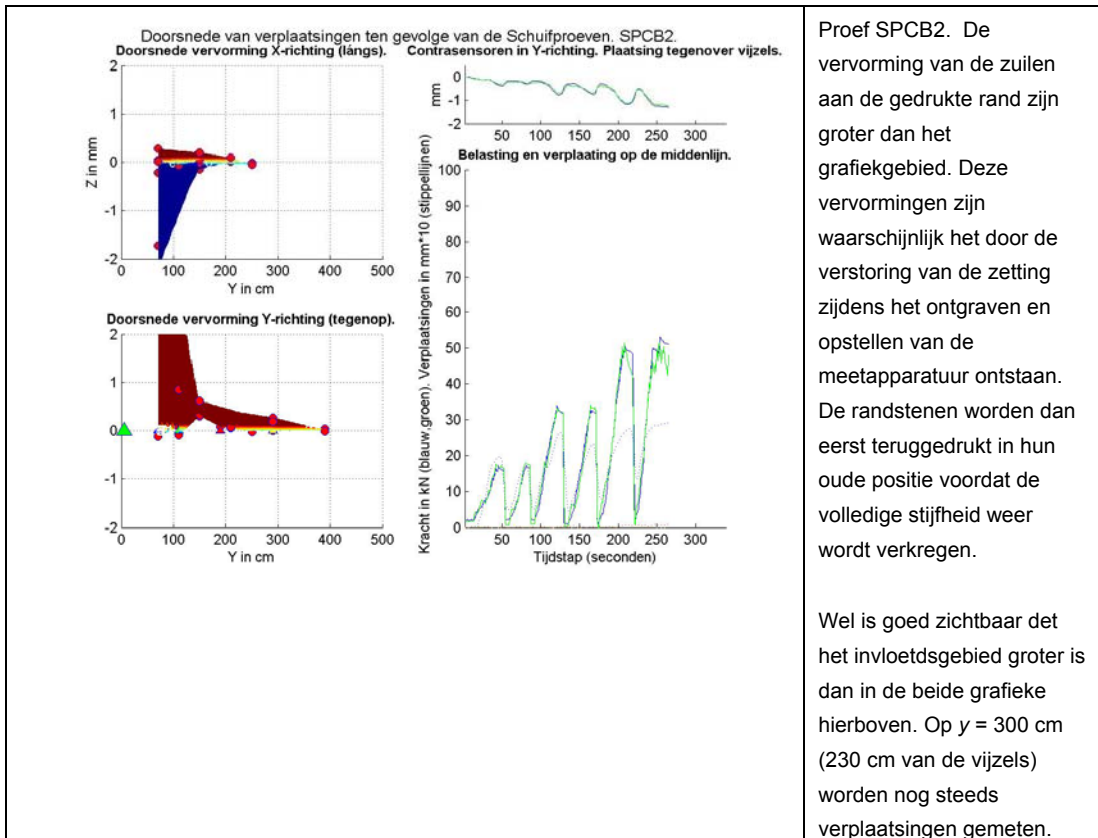 Doorsnede van verplaatsingen ten gevolge van de Schuifproeven. SPCB2.
Doorsnede vervorming X-richting (lángs).
2
1
0
-1
-2
Z in mm
0 100 200 300 400 500
Y in cm
Doorsnede vervorming Y-richting (tegenop).
2
1
0
-1
-2
0 100 200 300 400 500
Y in cm
Contrasensoren in Y-richting. Plaatsing tegenover vijzels.
0
-1
-2
mm
50 100 150 200 250 300
Belasting en verplaating op de middenlijn.
100
90
80
70
60
50
40
30
20
10
0
Kracht in kN (blauw,groen). Verplaatsingen in mm*10 (stippellijnen)
0 50 100 150 200 250 300
Tijdstap (seconden)
Proef SPCB2. De
vervorming van de zuilen
aan de gedrukte rand zijn
groter dan het
grafiekgebied. Deze
vervormingen zijn
waarschijnlijk het door de
verstoring van de zetting
zijdens het ontgraven en
opstellen van de
meetapparatuur ontstaan.
De randstenen worden dan
eerst teruggedrukt in hun
oude positie voordat de
volledige stijfheid weer
wordt verkregen.
Wel is goed zichtbaar det
het invloetdsgebied groter is
dan in de beide grafieke
hierboven. Op y = 300 cm
(230 cm van de vijzels)
worden nog steeds
verplaatsingen gemeten.